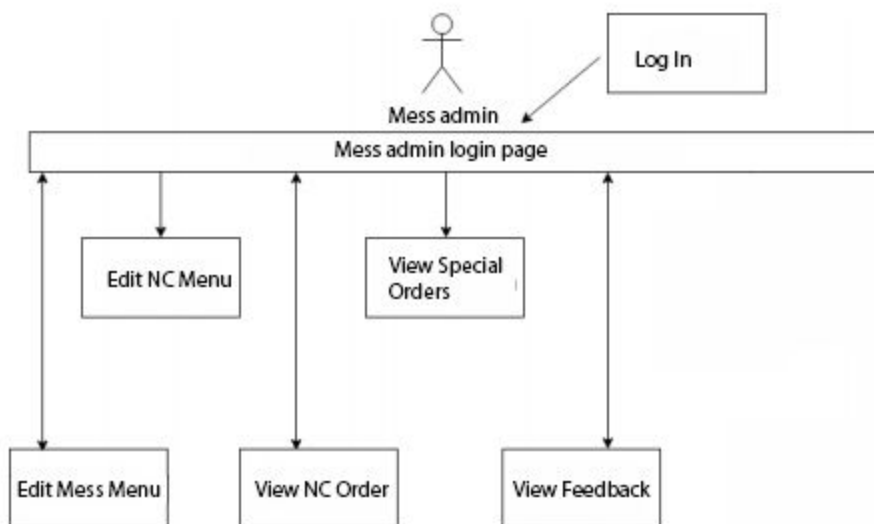 Log In
Mess admin
Mess admin login page
Edit NC Menu
View Special
Orders
Edit Mess Menu
View NC Order
View Feedback